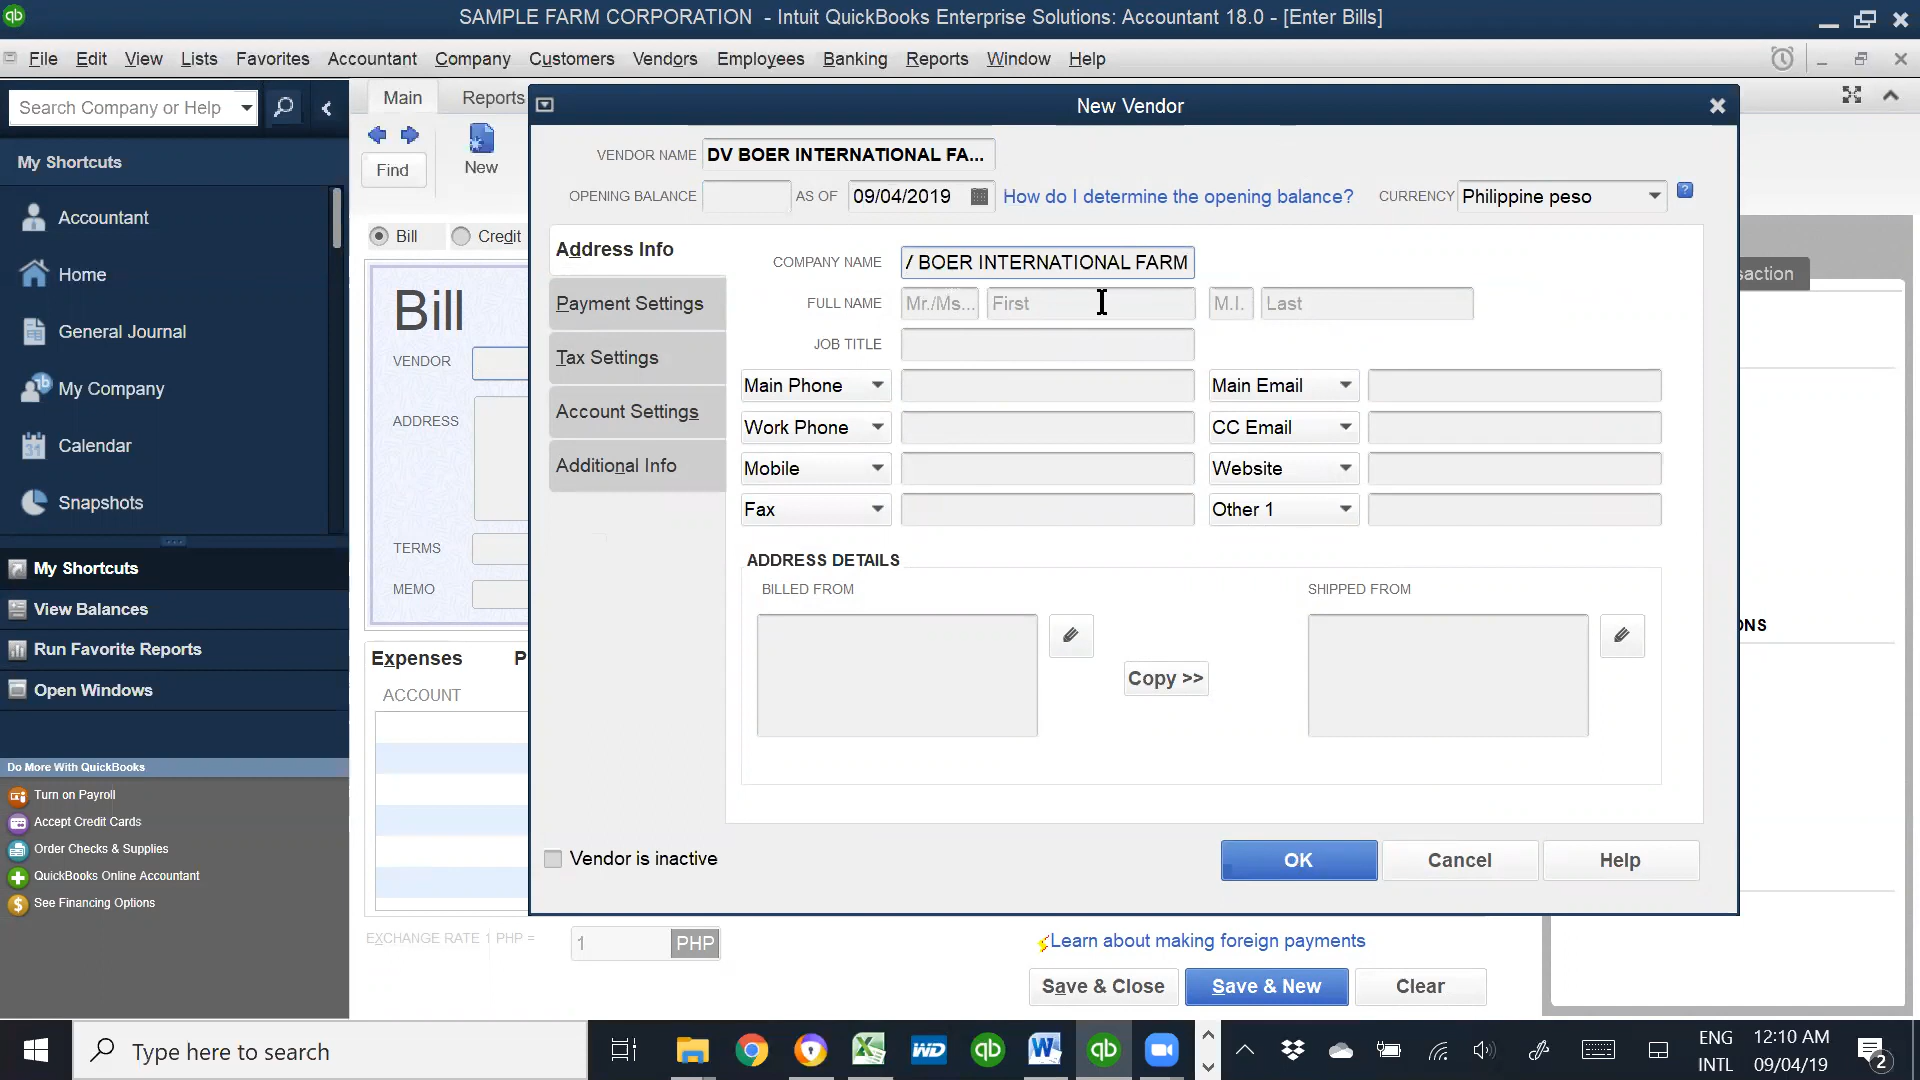 SAMPLE FARM CORPORATION - Intuit QuickBooks Enterprise Solutions: Accountant 18.0 - [Enter Bills]
File Edit View Lists Favorites Accountant Company Customers Vendors Employees Banking Reports Window Help
Search Company or Help
Main Reports
New Vendor
Find
New
My Shortcuts
Accountant
Home
General Journal
My Company
Calendar
Snapshots
My Shortcuts
View Balances
Run Favorite Reports
Open Windows
Do More With QuickBooks
Turn on Payroll
Accept Credit Cards
Order Checks & Supplies
QuickBooks Online Accountant
See Financing Options
Bill Credit
Bill
VENDOR
ADDRESS
TERMS
MEMO
Expenses P
ACCOUNT
VENDOR NAME DV BOER INTERNATIONAL FA...
OPENING BALANCE AS OF 09/04/2019 How do I determine the opening balance? CURRENCY Philippine peso ?
Address Info
Payment Settings
Tax Settings
Account Settings
Additional Info
COMPANY NAME / BOER INTERNATIONAL FARM
FULL NAME Mr./Ms... First M.I. Last
JOB TITLE
Main Phone Main Email
Work Phone CC Email
Mobile Website
Fax Other 1
ADDRESS DETAILS
BILLED FROM SHIPPED FROM
Copy >>
Vendor is inactive
OK Cancel Help
saction
ONS
EXCHANGE RATE 1 PHP = 1 PHP
Learn about making foreign payments
Save & Close Save & New Clear
Type here to search
ENG
INTL
12:10 AM
09/04/19
2